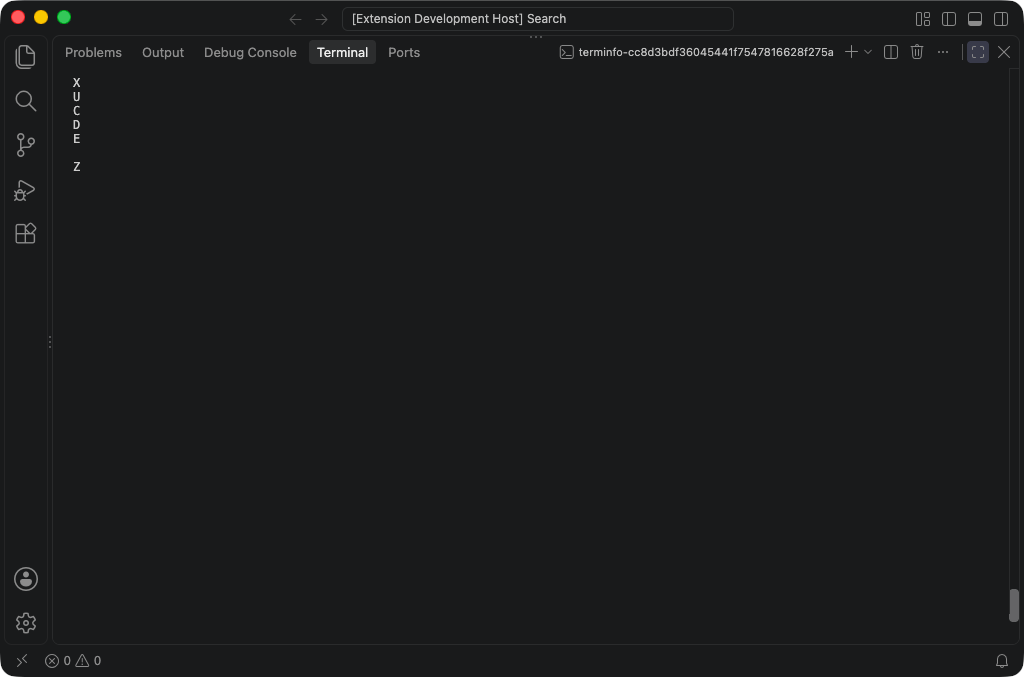 [Extension Development Host] Search
Problems Output Debug Console Terminal Ports terminfo-cc8d3bdf36045441f7547816628f275a
X
U
C
D
E
Z
0 0